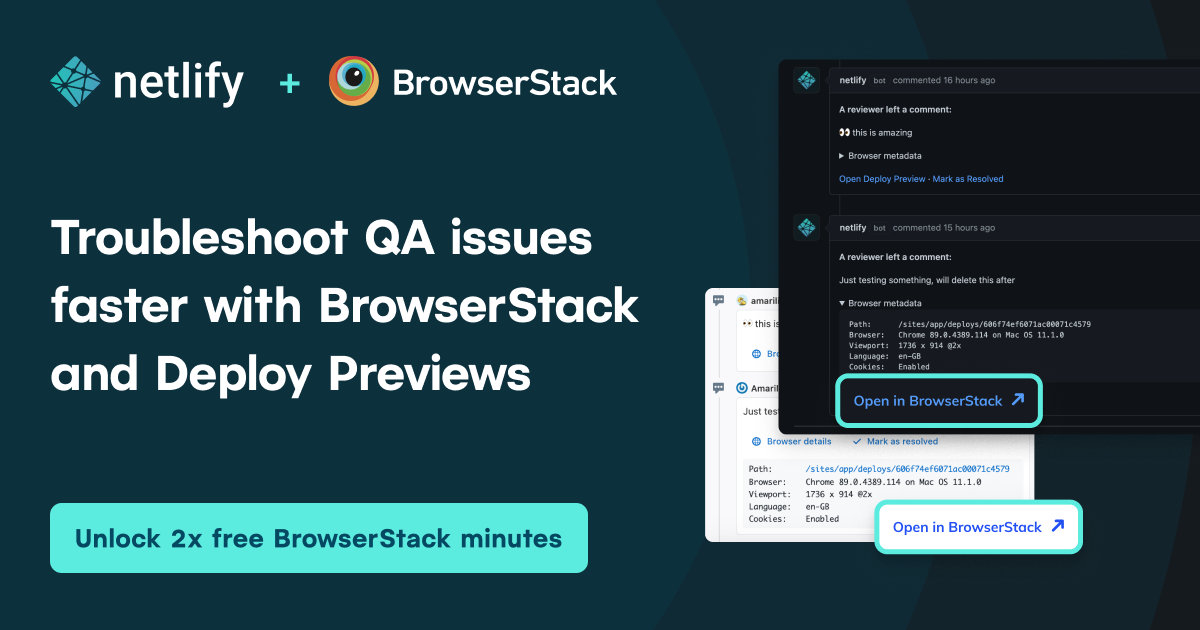 netlify + BrowserStack
Troubleshoot QA issues
faster with BrowserStack
and Deploy Previews
Unlock 2x free BrowserStack minutes
netlify bot commented 16 hours ago
A reviewer left a comment:
👀 this is amazing
▶ Browser metadata
Open Deploy Preview · Mark as Resolved
netlify bot commented 15 hours ago
A reviewer left a comment:
Just testing something, will delete this after
▼ Browser metadata
Path: /sites/app/deploys/606f74ef6071ac00071c4579
Browser: Chrome 89.0.4389.114 on Mac OS 11.1.0
Viewport: 1736 x 914 @2x
Language: en-GB
Cookies: Enabled
Open in BrowserStack
👀 this is
Just
Browser details Mark as resolved
Path: /sites/app/deploys/606f74ef6071ac00071c4579
Browser: Chrome 89.0.4389.114 on Mac OS 11.1.0
Viewport: 1736 x 914 @2x
Language: en-GB
Cookies: Enabled
Open in BrowserStack